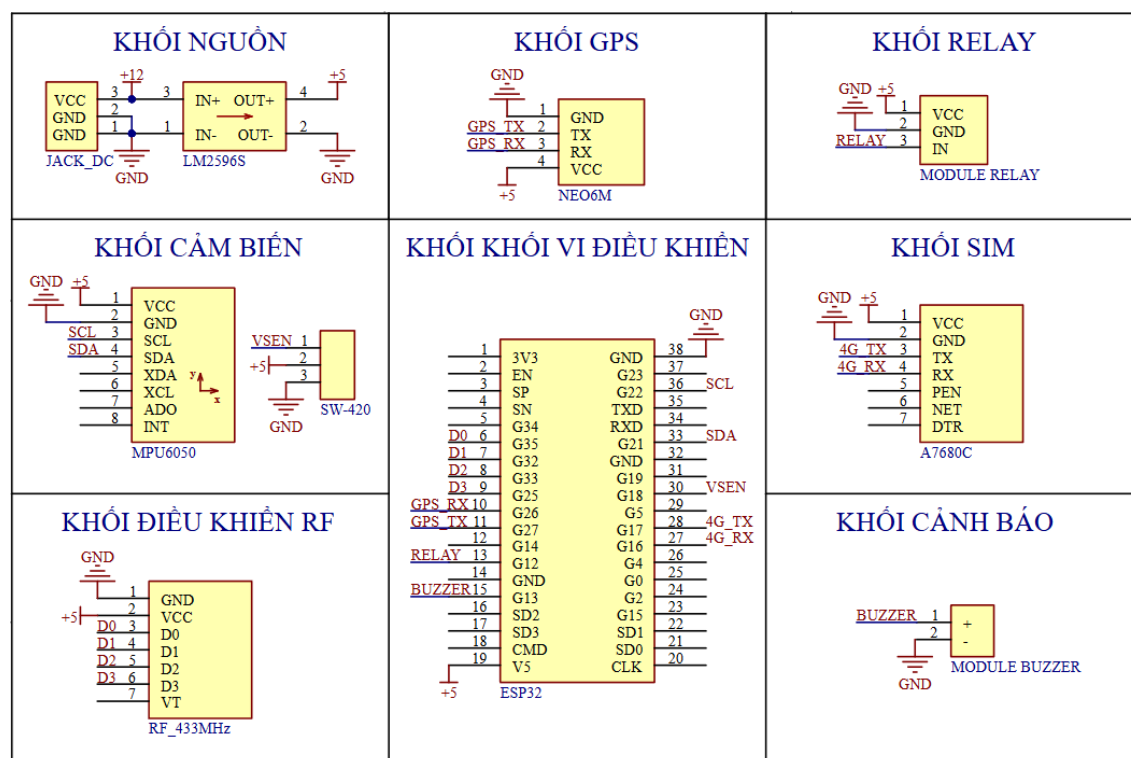 KHỐI NGUỒN
+12
+5
VCC 3
GND 2
GND 1
3 IN+ OUT+ 4
1 IN- OUT- 2
JACK_DC
LM2596S
GND
GND
KHỐI GPS
GND
1 GND
GPS_TX 2 TX
GPS_RX 3 RX
4 VCC
+5
NEO6M
KHỐI RELAY
GND +5
1 VCC
2 GND
RELAY 3 IN
MODULE RELAY
KHỐI CẢM BIẾN
GND +5
1 VCC
2 GND
SCL 3 SCL
SDA 4 SDA
5 XDA
6 XCL
7 ADO
8 INT
y
x
MPU6050
VSEN 1
+5 2
3
GND
SW-420
KHỐI KHỐI VI ĐIỀU KHIỂN
GND
1 3V3 GND 38
2 EN G23 37
3 SP G22 36 SCL
4 SN TXD 35
5 G34 RXD 34
D0 6 G35 G21 33 SDA
D1 7 G32 GND 32
D2 8 G33 G19 31
D3 9 G25 G18 30 VSEN
GPS_RX 10 G26 G5 29
GPS_TX 11 G27 G17 28 4G_TX
12 G14 G16 27 4G_RX
RELAY 13 G12 G4 26
14 GND G0 25
BUZZER 15 G13 G2 24
16 SD2 G15 23
17 SD3 SD1 22
18 CMD SD0 21
19 V5 CLK 20
+5
ESP32
KHỐI SIM
GND +5
1 VCC
2 GND
4G_TX 3 TX
4G_RX 4 RX
5 PEN
6 NET
7 DTR
A7680C
KHỐI ĐIỀU KHIỂN RF
GND
1 GND
+5 2 VCC
D0 3 D0
D1 4 D1
D2 5 D2
D3 6 D3
7 VT
RF_433MHz
KHỐI CẢNH BÁO
BUZZER 1 +
2 -
GND
MODULE BUZZER